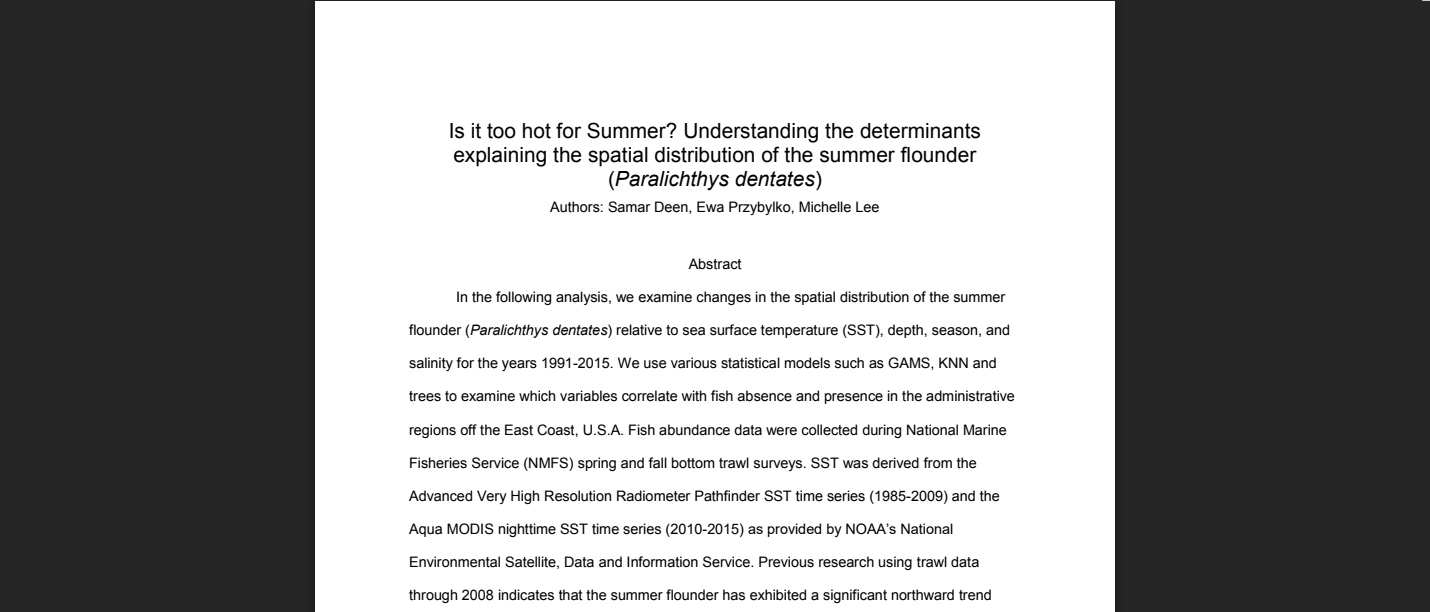 Is it too hot for Summer? Understanding the determinants
explaining the spatial distribution of the summer flounder
(Paralichthys dentates)
Authors: Samar Deen, Ewa Przybylko, Michelle Lee
Abstract
In the following analysis, we examine changes in the spatial distribution of the summer
flounder (Paralichthys dentates) relative to sea surface temperature (SST), depth, season, and
salinity for the years 1991-2015. We use various statistical models such as GAMS, KNN and
trees to examine which variables correlate with fish absence and presence in the administrative
regions off the East Coast, U.S.A. Fish abundance data were collected during National Marine
Fisheries Service (NMFS) spring and fall bottom trawl surveys. SST was derived from the
Advanced Very High Resolution Radiometer Pathfinder SST time series (1985-2009) and the
Aqua MODIS nighttime SST time series (2010-2015) as provided by NOAA's National
Environmental Satellite, Data and Information Service. Previous research using trawl data
through 2008 indicates that the summer flounder has exhibited a significant northward trend